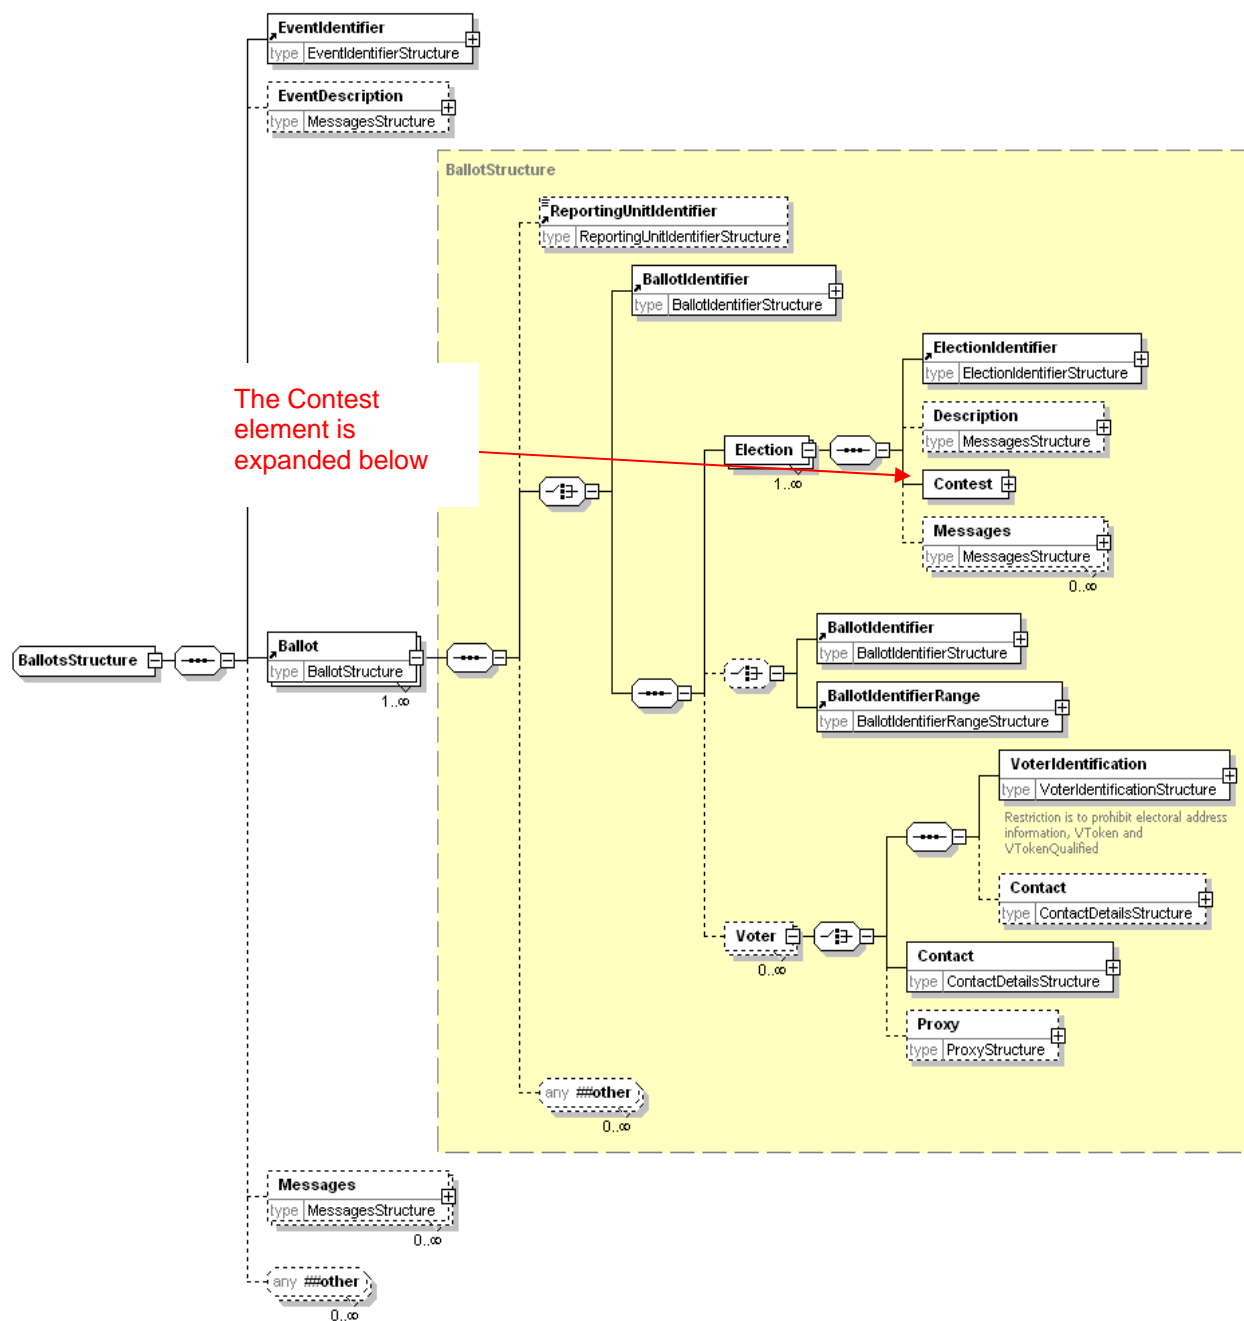 EventIdentifier
type EventIdentifierStructure
EventDescription
type MessagesStructure
BallotStructure
ReportingUnitIdentifier
type ReportingUnitIdentifierStructure
BallotIdentifier
type BallotIdentifierStructure
ElectionIdentifier
type ElectionIdentifierStructure
The Contest
element is
expanded below
Description
type MessagesStructure
Election
1..∞
Contest
Messages
type MessagesStructure
0..∞
BallotsStructure
Ballot
type BallotStructure
1..∞
BallotIdentifier
type BallotIdentifierStructure
BallotIdentifierRange
type BallotIdentifierRangeStructure
VoterIdentification
type VoterIdentificationStructure
Restriction is to prohibit electoral address
information, VToken and
VTokenQualified
Contact
type ContactDetailsStructure
Voter
0..∞
Contact
type ContactDetailsStructure
Proxy
type ProxyStructure
any ##other
0..∞
Messages
type MessagesStructure
0..∞
any ##other
0..∞